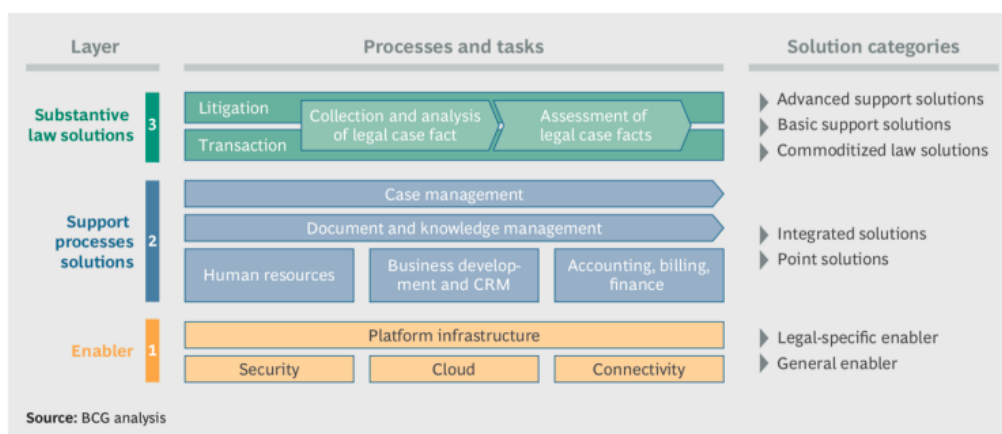 Layer
Processes and tasks
Solution categories
Substantive
law solutions
3
Litigation
Transaction
Collection and analysis
of legal case fact
Assessment of
legal case facts
Advanced support solutions
Basic support solutions
Commoditized law solutions
Support
processes
solutions
2
Case management
Document and knowledge management
Human resources
Business develop-
ment and CRM
Accounting, billing,
finance
Integrated solutions
Point solutions
Enabler
1
Platform infrastructure
Security
Cloud
Connectivity
Legal-specific enabler
General enabler
Source: BCG analysis